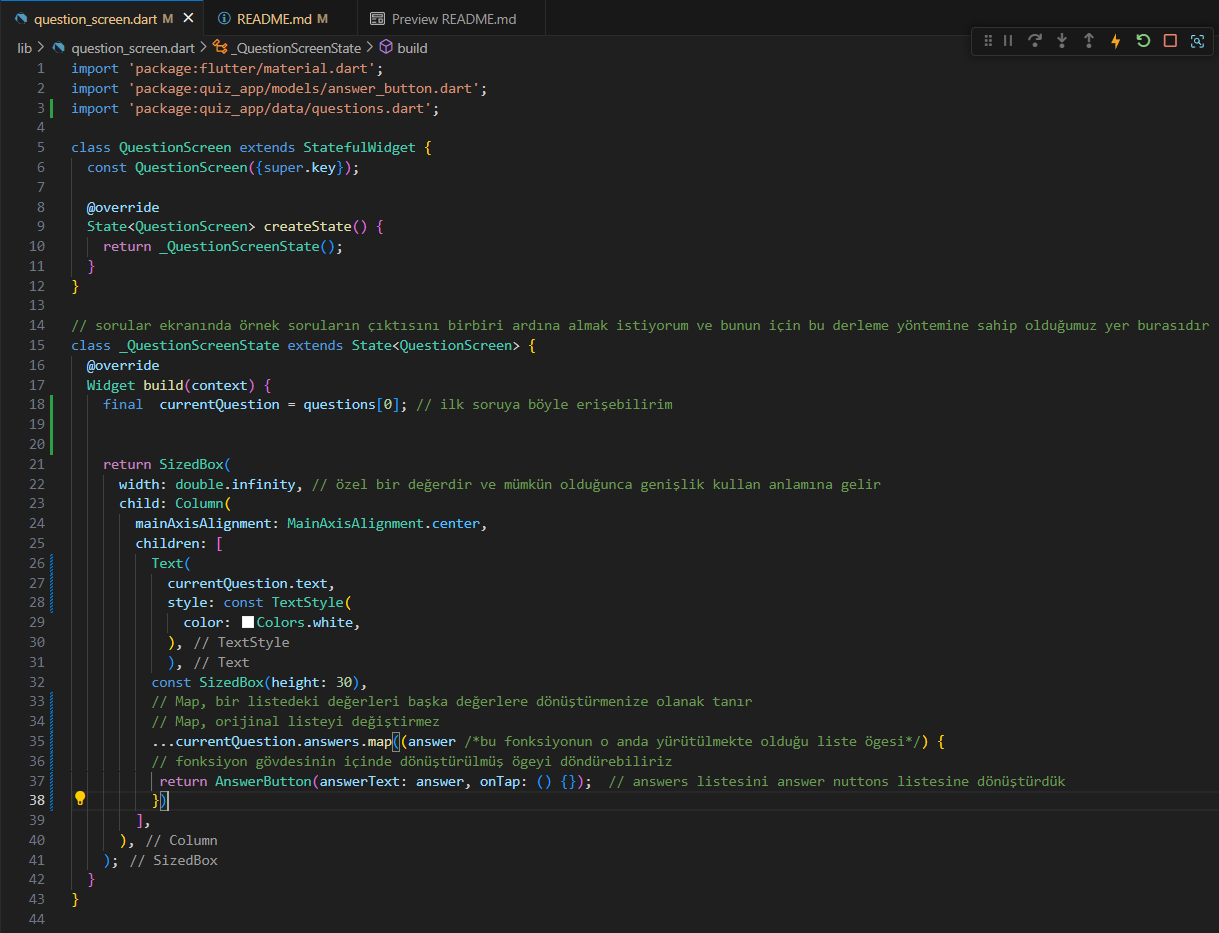 question_screen.dart M README.md M Preview README.md
lib > question_screen.dart > _QuestionScreenState > build
1 import 'package:flutter/material.dart';
2 import 'package:quiz_app/models/answer_button.dart';
3 import 'package:quiz_app/data/questions.dart';
4
5 class QuestionScreen extends StatefulWidget {
6   const QuestionScreen({super.key});
7
8   @override
9   State<QuestionScreen> createState() {
10     return _QuestionScreenState();
11   }
12 }
13
14 // sorular ekranında örnek soruların çıktısını birbiri ardına almak istiyorum ve bunun için bu derleme yöntemine sahip olduğumuz yer burasıdır
15 class _QuestionScreenState extends State<QuestionScreen> {
16   @override
17   Widget build(context) {
18     final  currentQuestion = questions[0]; // ilk soruya böyle erişebilirim
19
20
21     return SizedBox(
22       width: double.infinity, // özel bir değerdir ve mümkün olduğunca genişlik kullan anlamına gelir
23       child: Column(
24         mainAxisAlignment: MainAxisAlignment.center,
25         children: [
26           Text(
27             currentQuestion.text,
28             style: const TextStyle(
29               color: Colors.white,
30             ), // TextStyle
31             ), // Text
32           const SizedBox(height: 30),
33           // Map, bir listedeki değerleri başka değerlere dönüştürmenize olanak tanır
34           // Map, orijinal listeyi değiştirmez
35           ...currentQuestion.answers.map((answer /*bu fonksiyonun o anda yürütülmekte olduğu liste ögesi*/) {
36           // fonksiyon gövdesinin içinde dönüştürülmüş ögeyi döndürebiliriz
37            return AnswerButton(answerText: answer, onTap: () {});  // answers listesini answer nuttons listesine dönüştürdük
38           })
39         ],
40       ), // Column
41     ); // SizedBox
42   }
43 }
44